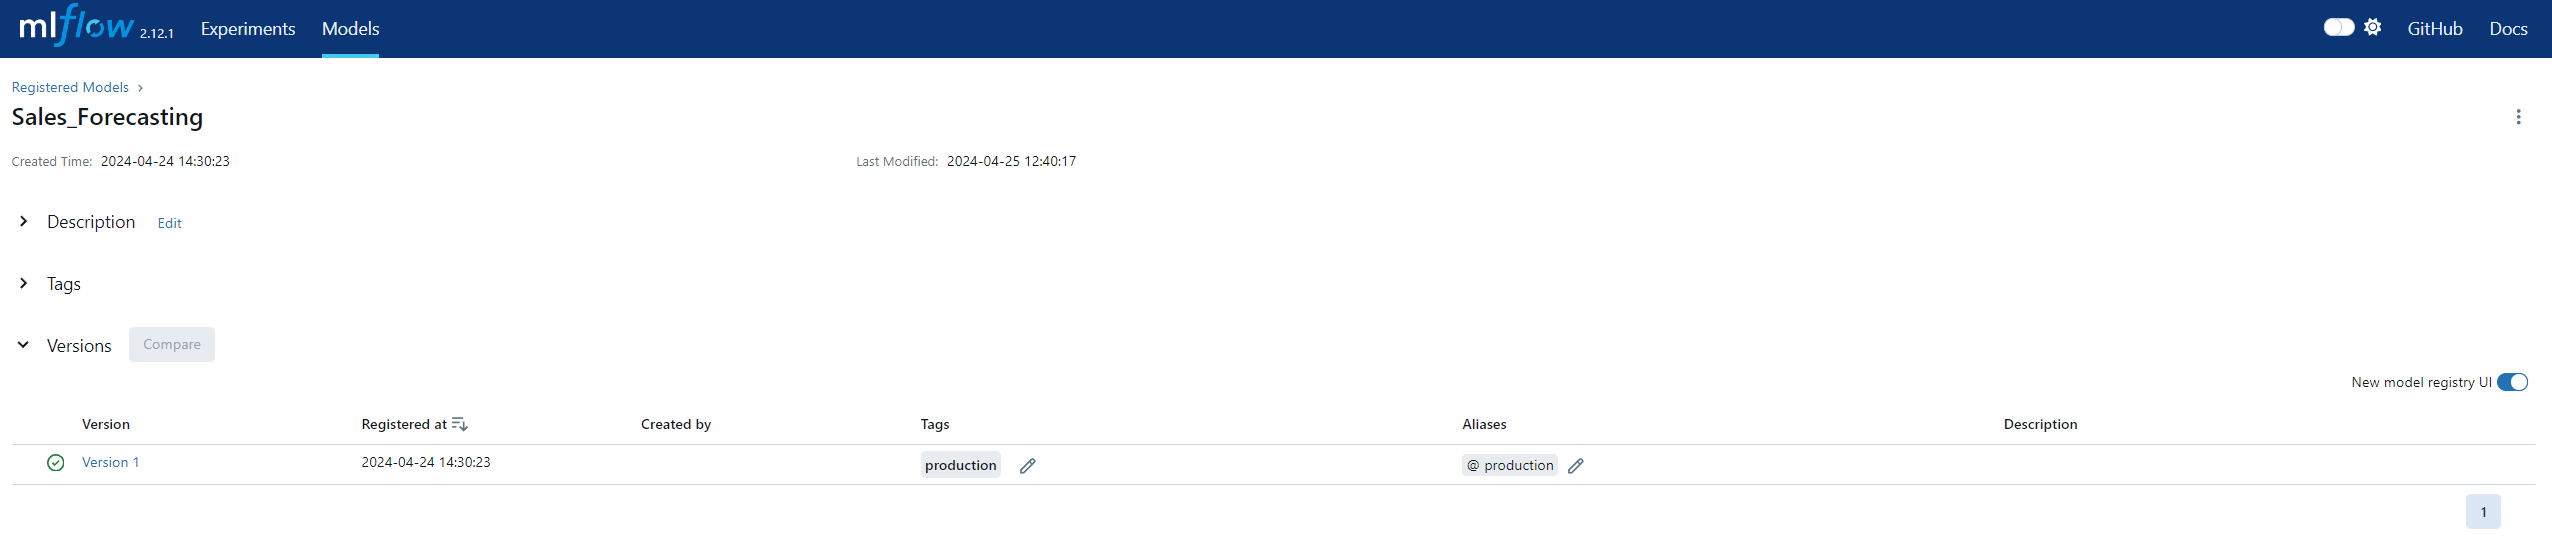 mlflow 2.12.1 Experiments Models GitHub Docs
Registered Models
Sales_Forecasting
Created Time: 2024-04-24 14:30:23 Last Modified: 2024-04-25 12:40:17
Description Edit
Tags
Versions Compare
New model registry UI
Version Registered at Created by Tags Aliases Description
Version 1 2024-04-24 14:30:23 production @ production
1